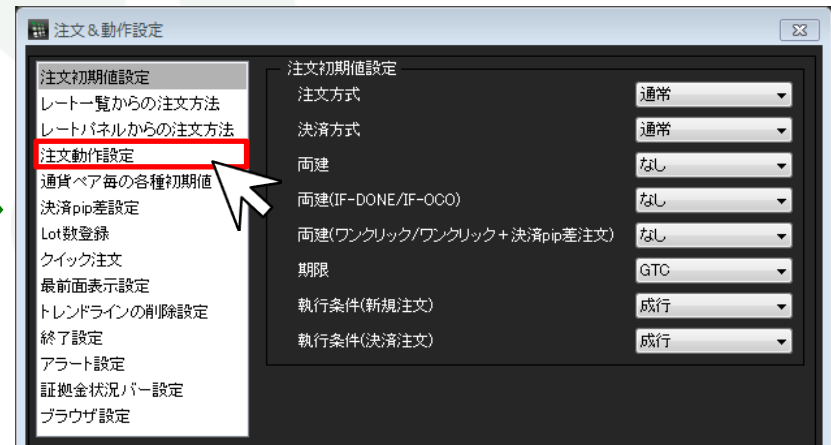 注文&動作設定
注文初期値設定
レート一覧からの注文方法
レートパネルからの注文方法
注文動作設定
通貨ペア毎の各種初期値
決済pip差設定
Lot数登録
クイック注文
最前面表示設定
トレンドラインの削除設定
終了設定
アラート設定
証拠金状況バー設定
ブラウザ設定
注文初期値設定
注文方式 通常
決済方式 通常
両建 なし
両建(IF-DONE/IF-OCO) なし
両建(ワンクリック/ワンクリック+決済pip差注文) なし
期限 GTC
執行条件(新規注文) 成行
執行条件(決済注文) 成行